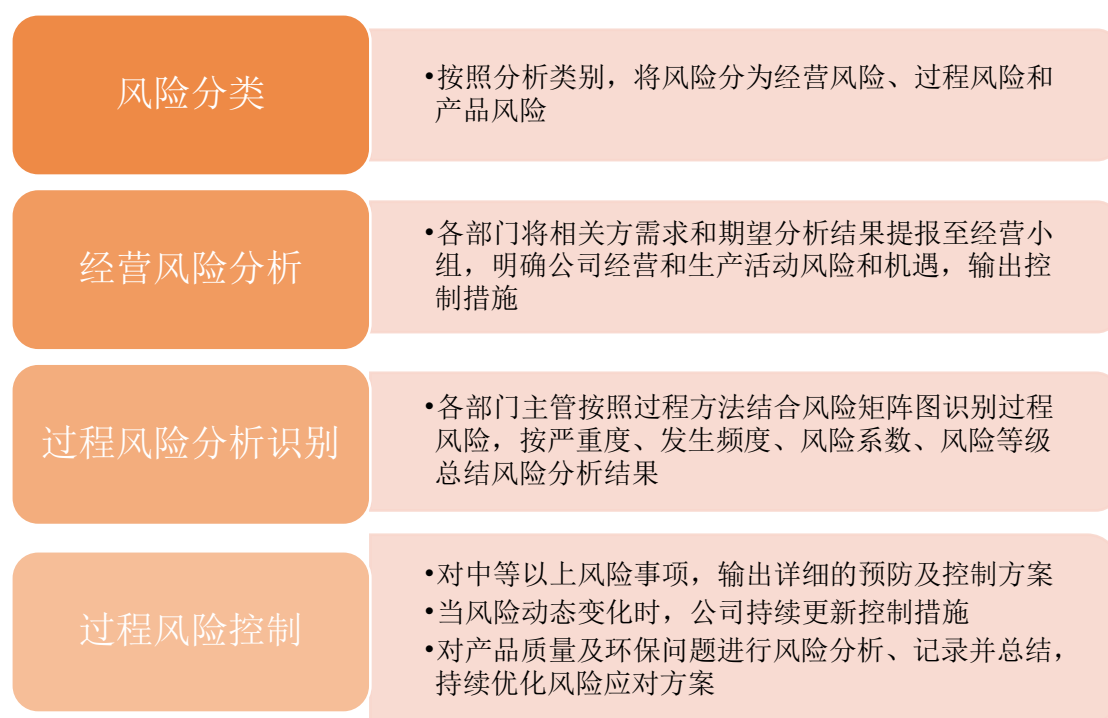 风险分类
•按照分析类别，将风险分为经营风险、过程风险和
产品风险
经营风险分析
•各部门将相关方需求和期望分析结果提报至经营小
组，明确公司经营和生产活动风险和机遇，输出控
制措施
过程风险分析识别
•各部门主管按照过程方法结合风险矩阵图识别过程
风险，按严重度、发生频度、风险系数、风险等级
总结风险分析结果
过程风险控制
•对中等以上风险事项，输出详细的预防及控制方案
•当风险动态变化时，公司持续更新控制措施
•对产品质量及环保问题进行风险分析、记录并总结，
持续优化风险应对方案